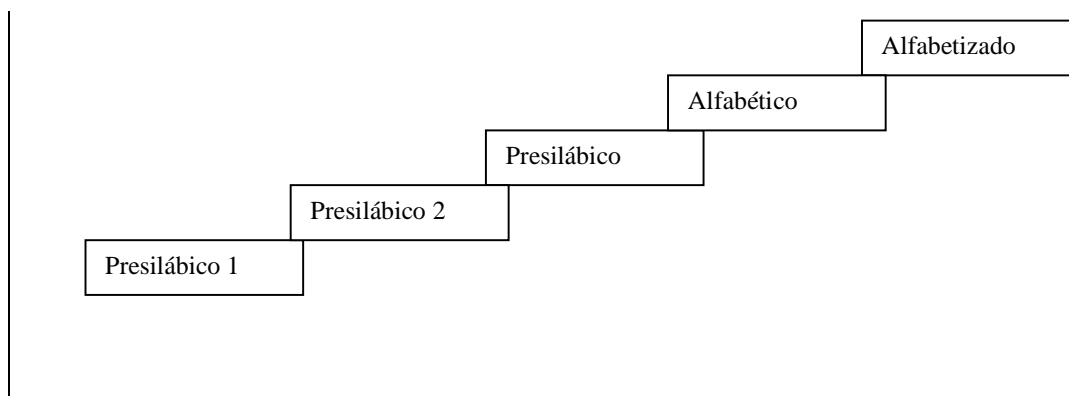 Alfabetizado
Alfabético
Presilábico
Presilábico 2
Presilábico 1